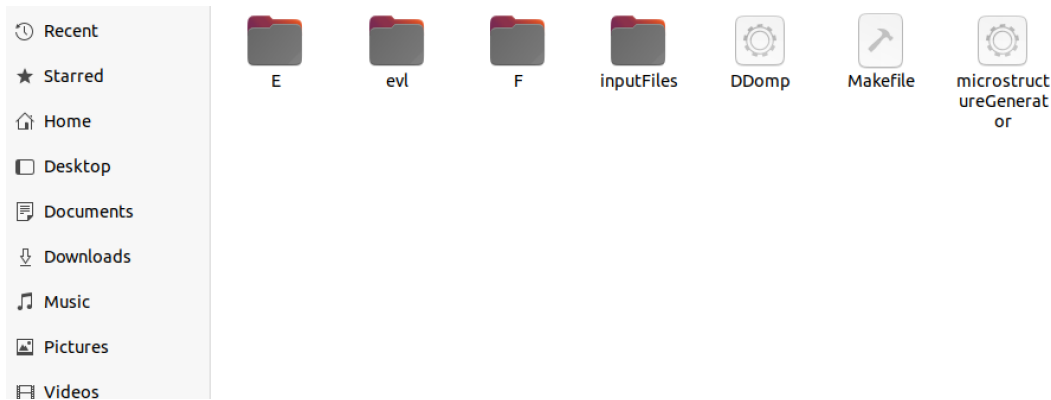 Recent
Starred
Home
Desktop
Documents
Downloads
Music
Pictures
Videos
E
evl
F
inputFiles
DDomp
Makefile
microstruct
ureGenerat
or